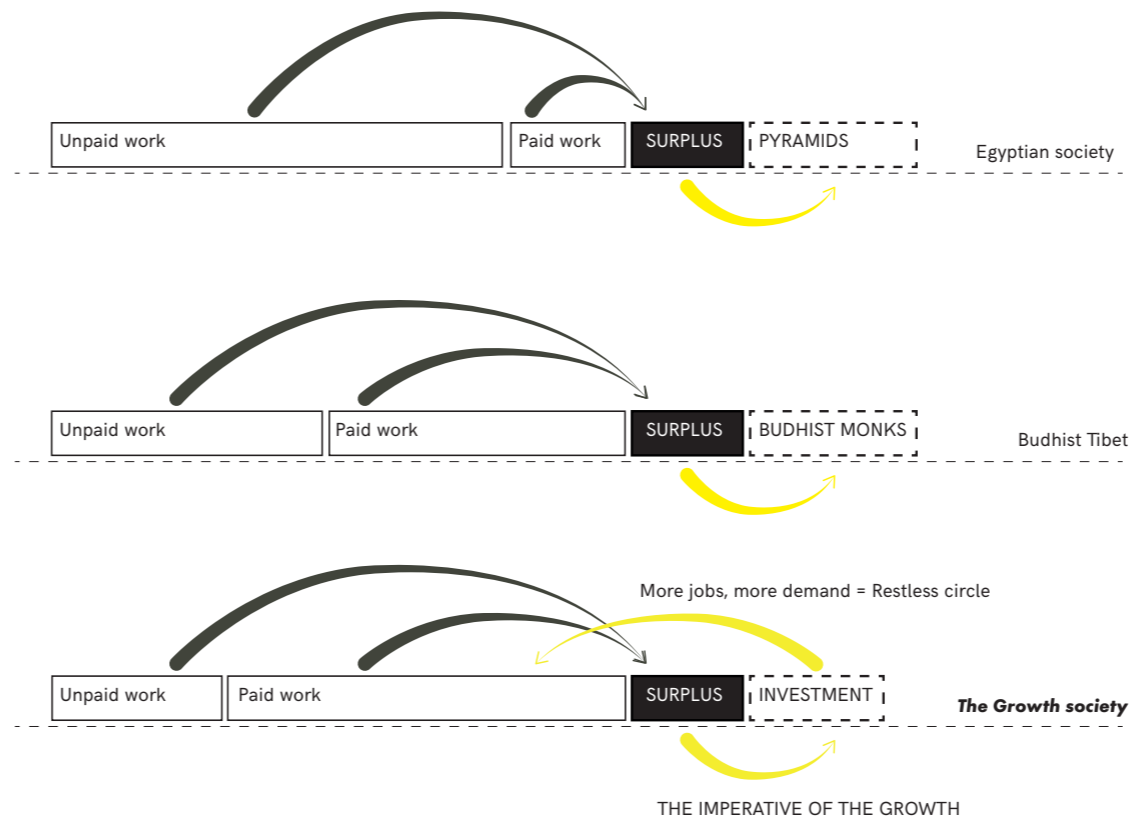 Unpaid work
Paid work
SURPLUS
PYRAMIDS
Egyptian society
Unpaid work
Paid work
SURPLUS
BUDHIST MONKS
Budhist Tibet
More jobs, more demand = Restless circle
Unpaid work
Paid work
SURPLUS
INVESTMENT
The Growth society
THE IMPERATIVE OF THE GROWTH